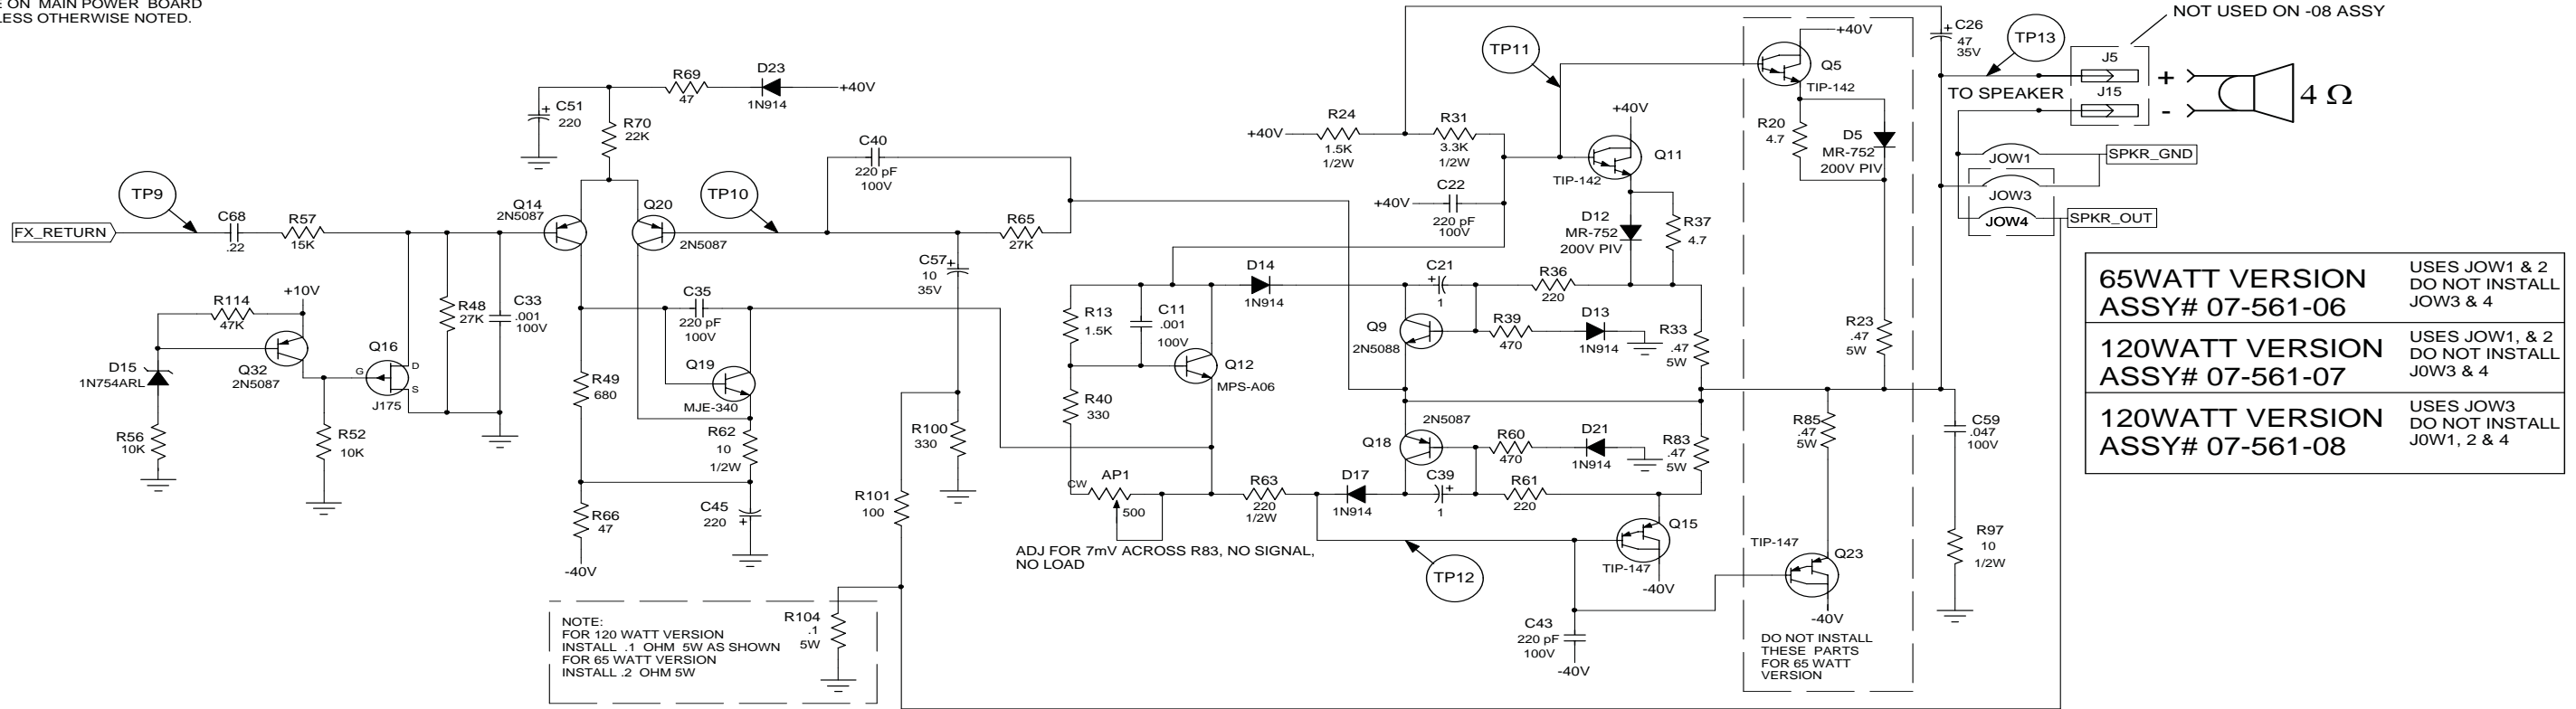 E ON MAIN POWER BOARD
LESS OTHERWISE NOTED.
NOT USED ON -08 ASSY
C26
47
35V
TP13
J5
J15
+
-
4 Ω
TO SPEAKER
TP11
+40V
Q5
TIP-142
R20
4.7
D5
MR-752
200V PIV
D23
1N914
+40V
R69
47
C51
220
R70
22K
C40
220 pF
100V
+40V
R24
1.5K
1/2W
R31
3.3K
1/2W
+40V
Q11
TIP-142
C22
+40V
220 pF
100V
D12
MR-752
200V PIV
R37
4.7
JOW1
SPKR_GND
JOW3
JOW4
SPKR_OUT
TP9
FX_RETURN
C68
.22
R57
15K
Q14
2N5087
Q20
2N5087
TP10
R65
27K
C57
10
35V
R114
47K
+10V
D15
1N754ARL
Q32
2N5087
Q16
G
D
S
J175
R48
27K
C33
.001
100V
R56
10K
R52
10K
C35
220 pF
100V
Q19
MJE-340
R49
680
R62
10
1/2W
R66
47
-40V
C45
220
R100
330
R101
100
R13
1.5K
C11
.001
100V
Q12
MPS-A06
R40
330
D14
1N914
C21
1
R36
220
Q9
2N5088
R39
470
D13
1N914
R33
.47
5W
R23
.47
5W
2N5087
Q18
R60
470
D21
1N914
R83
.47
5W
R85
.47
5W
C59
.047
100V
CW
AP1
500
R63
220
1/2W
D17
1N914
C39
1
R61
220
Q15
TIP-147
-40V
ADJ FOR 7mV ACROSS R83, NO SIGNAL,
NO LOAD
TP12
TIP-147
Q23
-40V
R97
10
1/2W
C43
220 pF
100V
-40V
DO NOT INSTALL
THESE PARTS
FOR 65 WATT
VERSION
NOTE:
FOR 120 WATT VERSION
INSTALL .1 OHM 5W AS SHOWN
FOR 65 WATT VERSION
INSTALL .2 OHM 5W
R104
.1
5W
65WATT VERSION
ASSY# 07-561-06
USES JOW1 & 2
DO NOT INSTALL
JOW3 & 4
120WATT VERSION
ASSY# 07-561-07
USES JOW1, & 2
DO NOT INSTALL
J0W3 & 4
120WATT VERSION
ASSY# 07-561-08
USES JOW3
DO NOT INSTALL
J0W1, 2 & 4